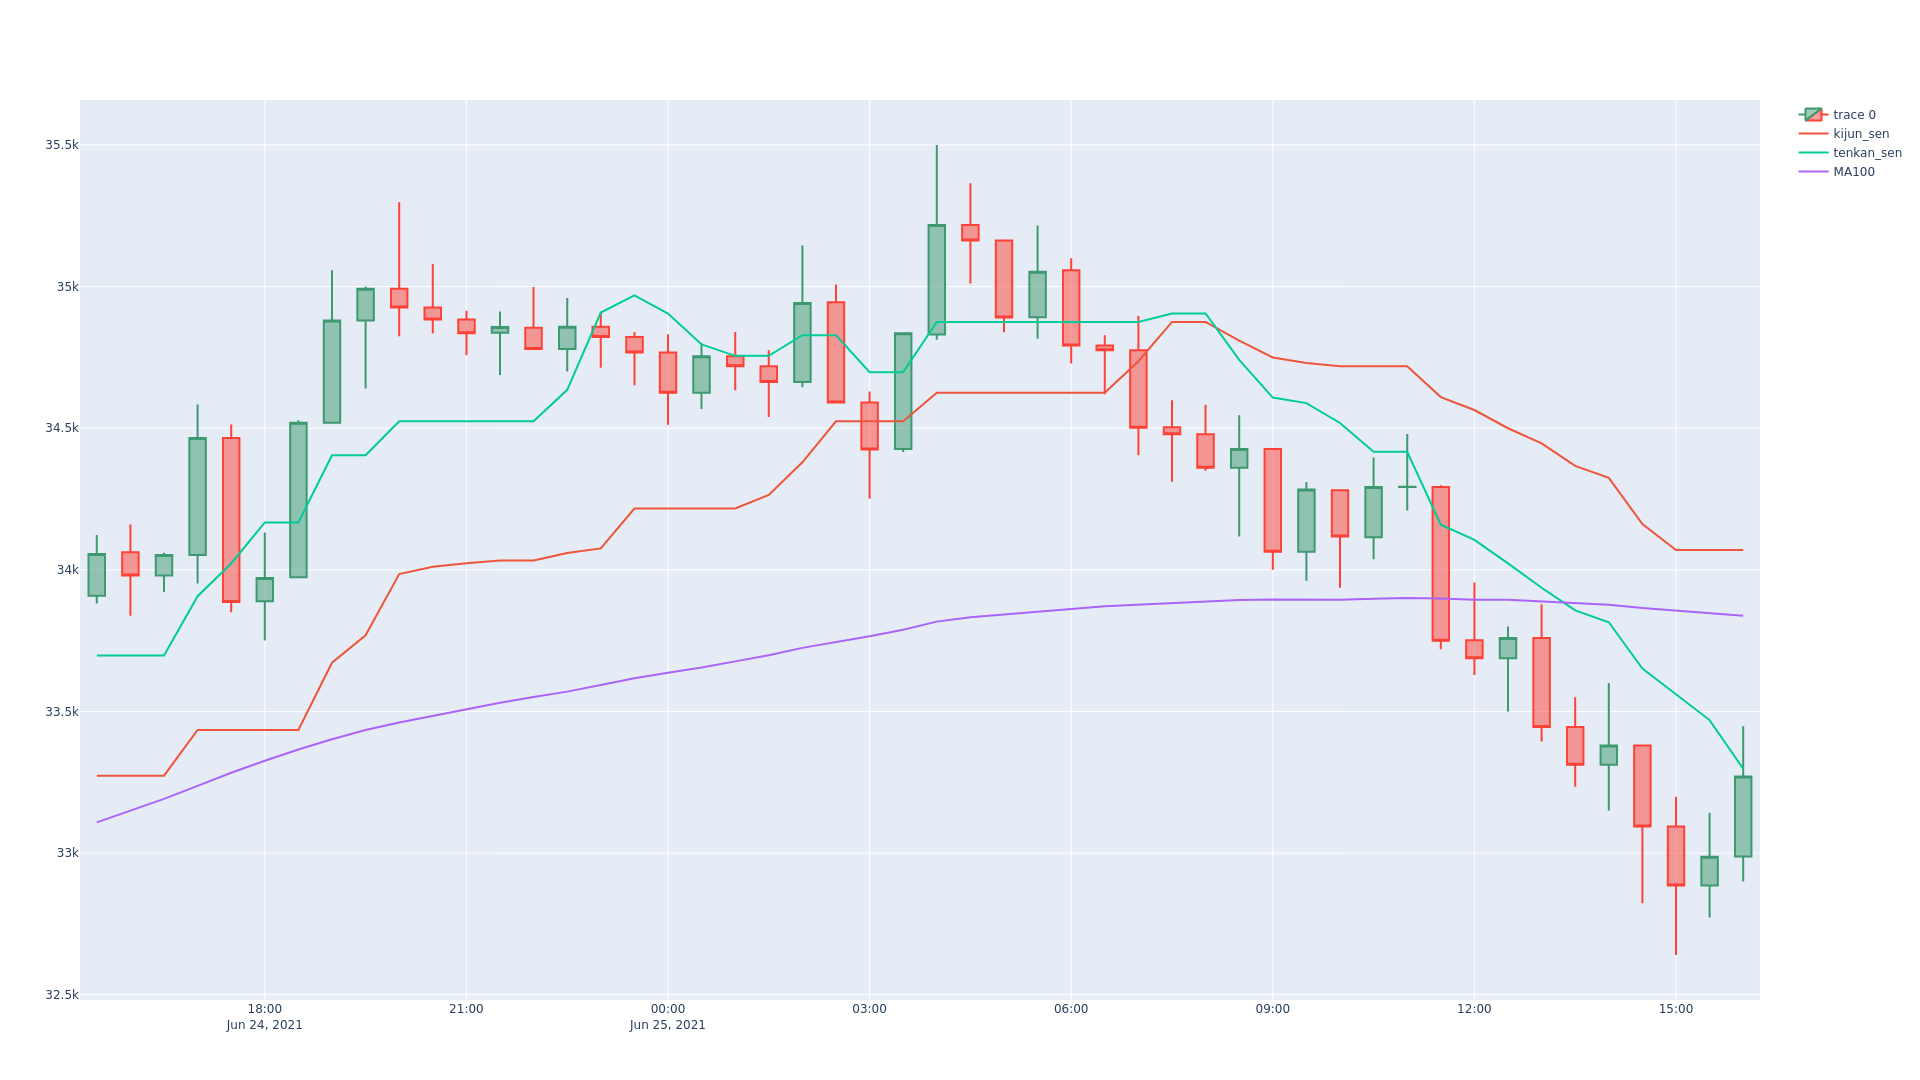 trace 0
kijun_sen
tenkan_sen
MA100
35.5k
35k
34.5k
34k
33.5k
33k
32.5k
18:00 21:00 00:00 03:00 06:00 09:00 12:00 15:00
Jun 24, 2021 Jun 25, 2021